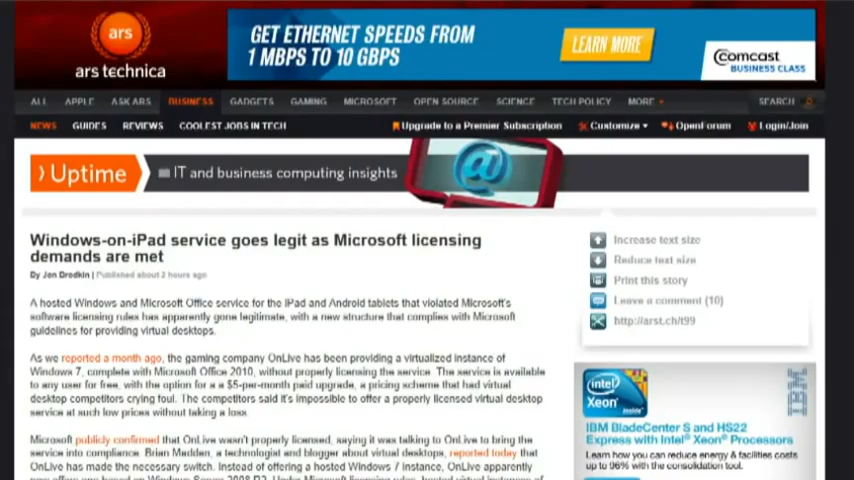 ars
ars technica
GET ETHERNET SPEEDS FROM
1 MBPS TO 10 GBPS
LEARN MORE
comcast
BUSINESS CLASS
ALL APPLE ASK ARS BUSINESS GADGETS GAMING MICROSOFT OPEN SOURCE SCIENCE TECH POLICY MORE SEARCH
NEWS GUIDES REVIEWS COOLEST JOBS IN TECH Upgrade to a Premier Subscription Customize OpenForum Login/Join
Uptime IT and business computing insights
Windows-on-iPad service goes legit as Microsoft licensing
demands are met
By Jon Brodkin | Published about 2 hours ago
A hosted Windows and Microsoft Office service for the iPad and Android tablets that violated Microsoft's
software licensing rules has apparently gone legitimate, with a new structure that complies with Microsoft
guidelines for providing virtual desktops.
As we reported a month ago, the gaming company OnLive has been providing a virtualized instance of
Windows 7, complete with Microsoft Office 2010, without properly licensing the service. The service is available
to any user for free, with the option for a a $5-per-month paid upgrade, a pricing scheme that had virtual
desktop competitors crying foul. The competitors said it's impossible to offer a properly licensed virtual desktop
service at such low prices without taking a loss.
Microsoft publicly confirmed that OnLive wasn't properly licensed, saying it was talking to OnLive to bring the
service into compliance. Brian Madden, a technologist and blogger about virtual desktops, reported today that
OnLive has made the necessary switch. Instead of offering a hosted Windows 7 instance, OnLive apparently
Increase text size
Reduce text size
Print this story
Leave a comment (10)
http://arst.ch/t99
intel
Xeon
inside
IBM
IBM BladeCenter S and HS22
Express with Intel® Xeon® Processors
Learn how you can reduce energy & facilities costs
up to 96% with the consolidation tool.